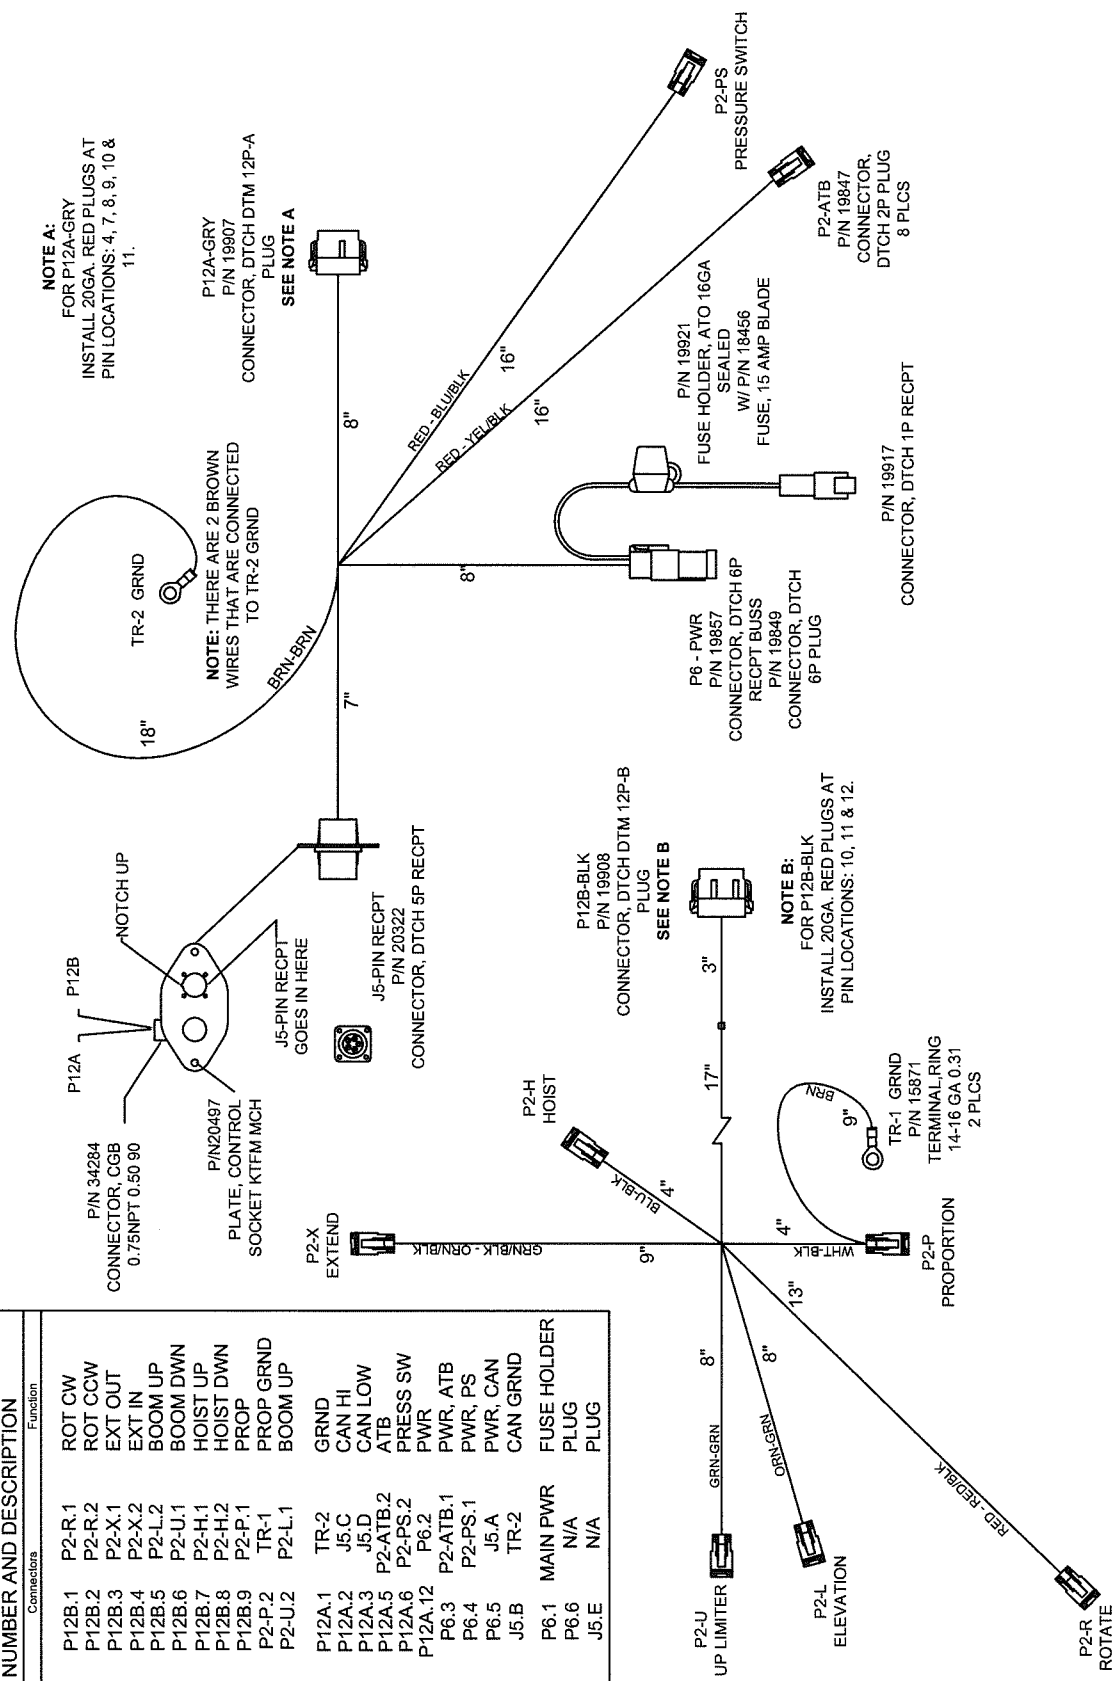 NUMBER AND DESCRIPTION
Connectors Function
P12B.1 P2-R.1 ROT CW
P12B.2 P2-R.2 ROT CCW
P12B.3 P2-X.1 EXT OUT
P12B.4 P2-X.2 EXT IN
P12B.5 P2-L.2 BOOM UP
P12B.6 P2-U.1 BOOM DWN
P12B.7 P2-H.1 HOIST UP
P12B.8 P2-H.2 HOIST DWN
P12B.9 P2-P.1 PROP
P2-P.2 TR-1 PROP GRND
P2-U.2 P2-L.1 BOOM UP
P12A.1 TR-2 GRND
P12A.2 J5.C CAN HI
P12A.3 J5.D CAN LOW
P12A.5 P2-ATB.2 ATB
P12A.6 P2-PS.2 PRESS SW
P12A.12 P6.2 PWR
P6.3 P2-ATB.1 PWR, ATB
P6.4 P2-PS.1 PWR, PS
P6.5 J5.A PWR, CAN
J5.B TR-2 CAN GRND
P6.1 MAIN PWR FUSE HOLDER
P6.6 N/A PLUG
J5.E N/A PLUG
P/N 34284
CONNECTOR, CGB
0.75NPT 0.50 90
P12A
P12B
NOTCH UP
P/N20497
PLATE, CONTROL
SOCKET KTFM MCH
J5-PIN RECPT
GOES IN HERE
J5-PIN RECPT
P/N 20322
CONNECTOR, DTCH 5P RECPT
18"
BRN-BRN
TR-2 GRND
NOTE: THERE ARE 2 BROWN
WIRES THAT ARE CONNECTED
TO TR-2 GRND
7"
8"
NOTE A:
FOR P12A-GRY
INSTALL 20GA. RED PLUGS AT
PIN LOCATIONS: 4, 7, 8, 9, 10 &
11.
P12A-GRY
P/N 19907
CONNECTOR, DTCH DTM 12P-A
PLUG
SEE NOTE A
RED - BLU/BLK
16"
P2-PS
PRESSURE SWITCH
RED - YEL/BLK
16"
P2-ATB
P/N 19847
CONNECTOR,
DTCH 2P PLUG
8 PLCS
8"
P6 - PWR
P/N 19857
CONNECTOR, DTCH 6P
RECPT BUSS
P/N 19849
CONNECTOR, DTCH
6P PLUG
P/N 19921
FUSE HOLDER, ATO 16GA
SEALED
W/ P/N 18456
FUSE, 15 AMP BLADE
P/N 19917
CONNECTOR, DTCH 1P RECPT
P2-X
EXTEND
GRN/BLK - ORN/BLK
9"
P2-H
HOIST
BLU-BLK
4"
17"
3"
P12B-BLK
P/N 19908
CONNECTOR, DTCH DTM 12P-B
PLUG
SEE NOTE B
NOTE B:
FOR P12B-BLK
INSTALL 20GA. RED PLUGS AT
PIN LOCATIONS: 10, 11 & 12.
WHT-BLK
4"
P2-P
PROPORTION
BRN
9"
TR-1 GRND
P/N 15871
TERMINAL,RING
14-16 GA 0.31
2 PLCS
GRN-GRN
8"
P2-U
UP LIMITER
ORN-GRN
8"
P2-L
ELEVATION
13"
RED - RED/BLK
P2-R
ROTATE